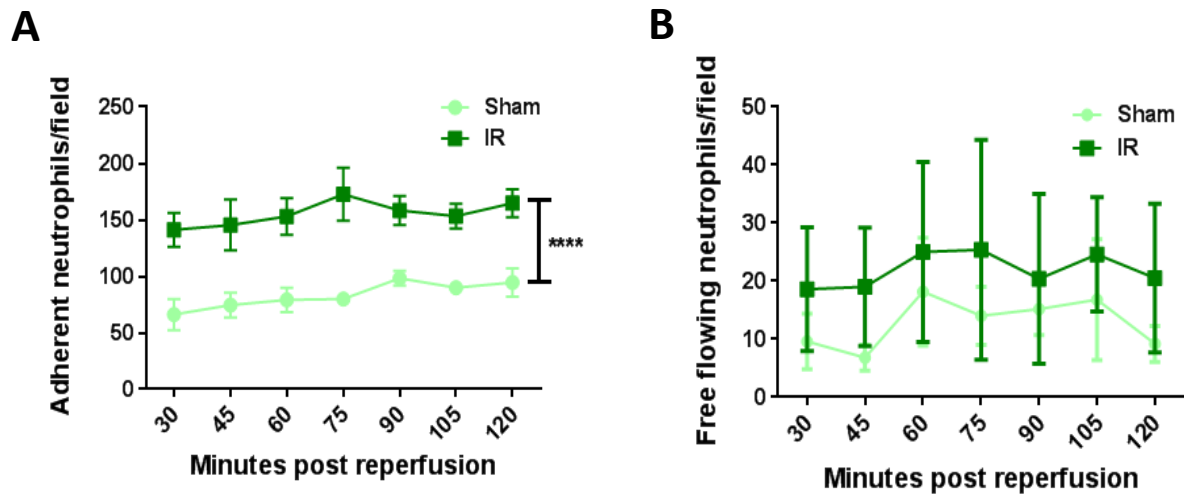 A
Adherent neutrophils/field
250
200
150
100
50
0
Sham
IR
****
30
45
60
75
90
105
120
Minutes post reperfusion
B
Free flowing neutrophils/field
50
40
30
20
10
0
Sham
IR
30
45
60
75
90
105
120
Minutes post reperfusion